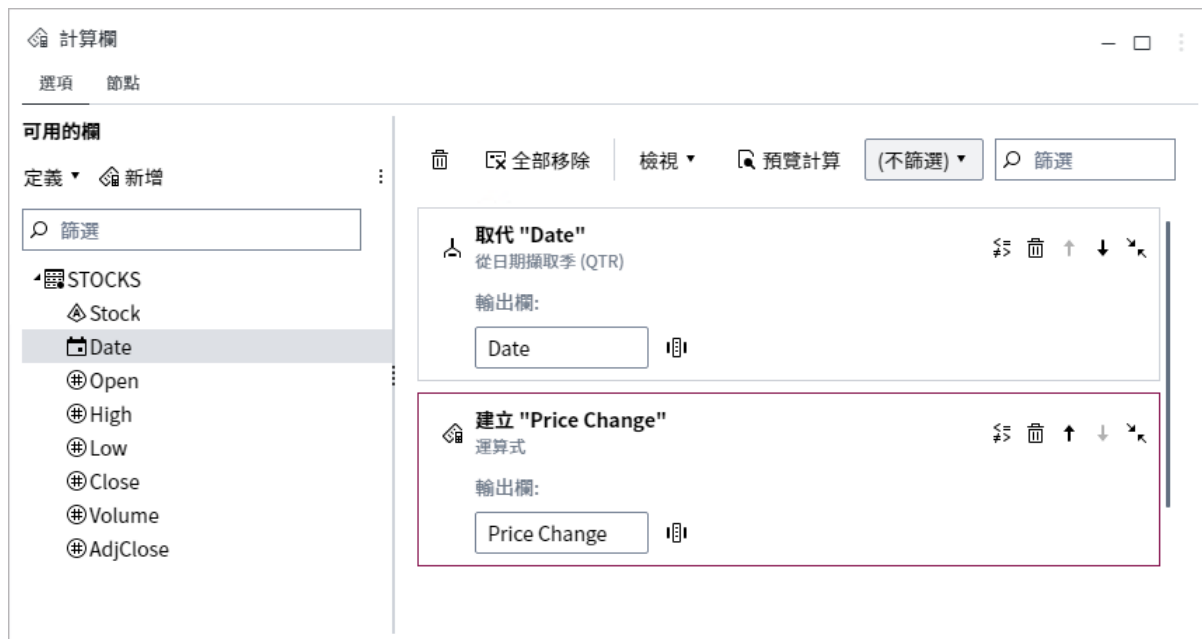 計算欄
選項 節點
可用的欄
定義 新增
篩選
STOCKS
Stock
Date
Open
High
Low
Close
Volume
AdjClose
全部移除 檢視 預覽計算 (不篩選) 篩選
取代 "Date"
從日期擷取季 (QTR)
輸出欄:
Date
建立 "Price Change"
運算式
輸出欄:
Price Change